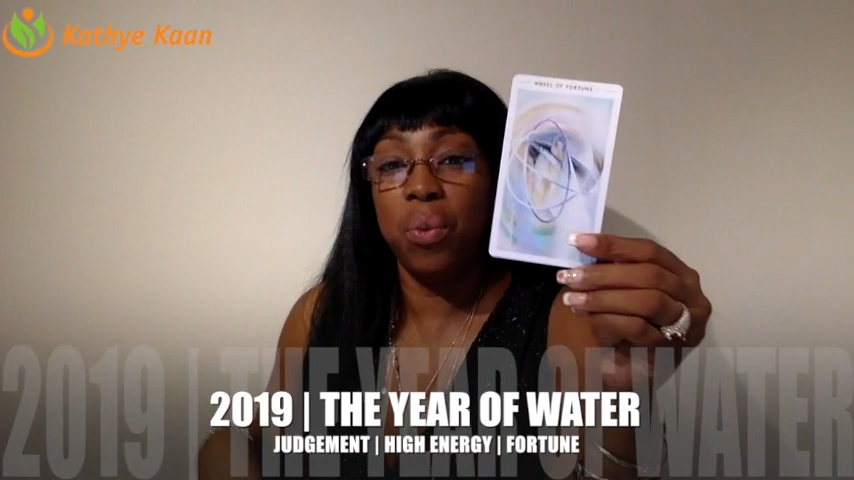 Kathye Kaan
WHEEL OF FORTUNE
2019 | THE YEAR OF WATER
2019 | THE YEAR OF WATER
JUDGEMENT | HIGH ENERGY | FORTUNE